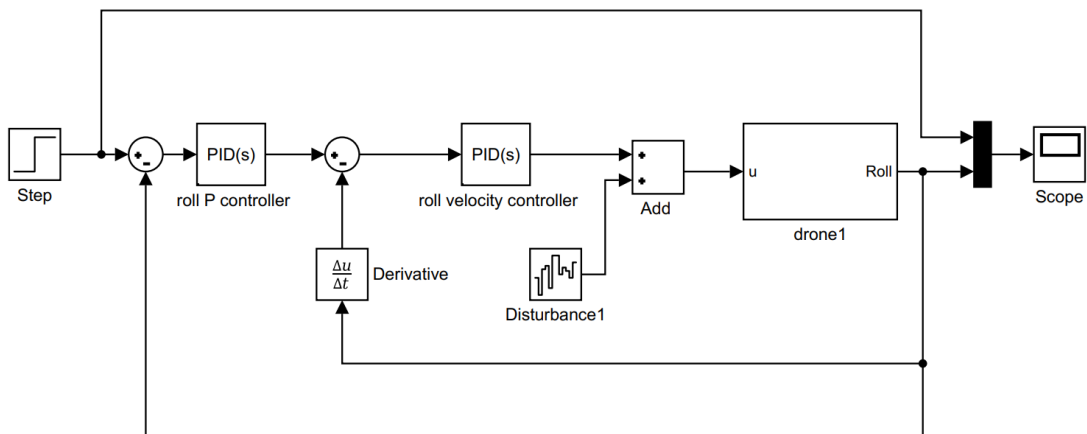 Step
PID(s)
roll P controller
PID(s)
roll velocity controller
Δu
Δt
Derivative
Disturbance1
Add
u
Roll
drone1
Scope